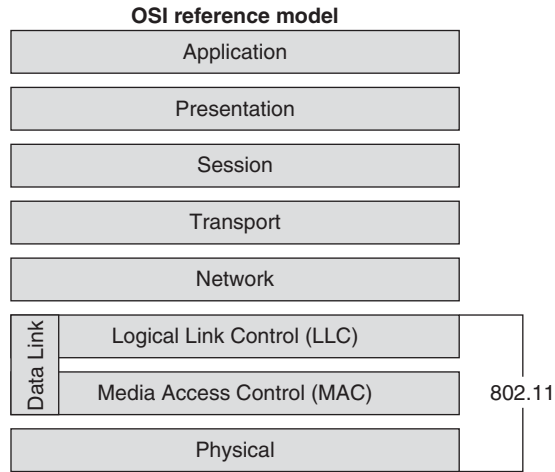 OSI reference model
Application
Presentation
Session
Transport
Network
Data Link
Logical Link Control (LLC)
Media Access Control (MAC)
802.11
Physical